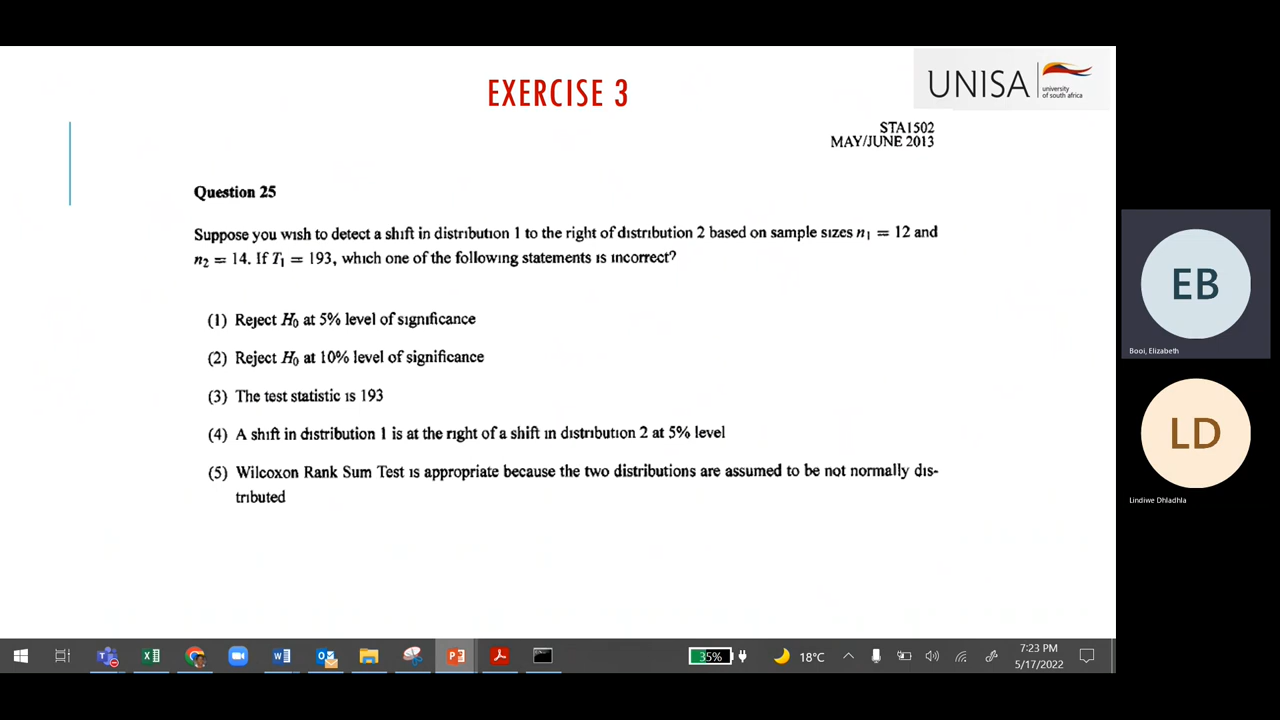 EXERCISE 3
UNISA
university
of south africa
STA1502
MAY/JUNE 2013
Question 25
Suppose you wish to detect a shift in distribution 1 to the right of distribution 2 based on sample sizes n₁ = 12 and
n₂ = 14. If T₁ = 193, which one of the following statements is incorrect?
(1) Reject H₀ at 5% level of significance
(2) Reject H₀ at 10% level of significance
(3) The test statistic is 193
(4) A shift in distribution 1 is at the right of a shift in distribution 2 at 5% level
(5) Wilcoxon Rank Sum Test is appropriate because the two distributions are assumed to be not normally dis-
tributed
EB
Booi, Elizabeth
LD
Lindiwe Dhladhla
35%
18°C
7:23 PM
5/17/2022